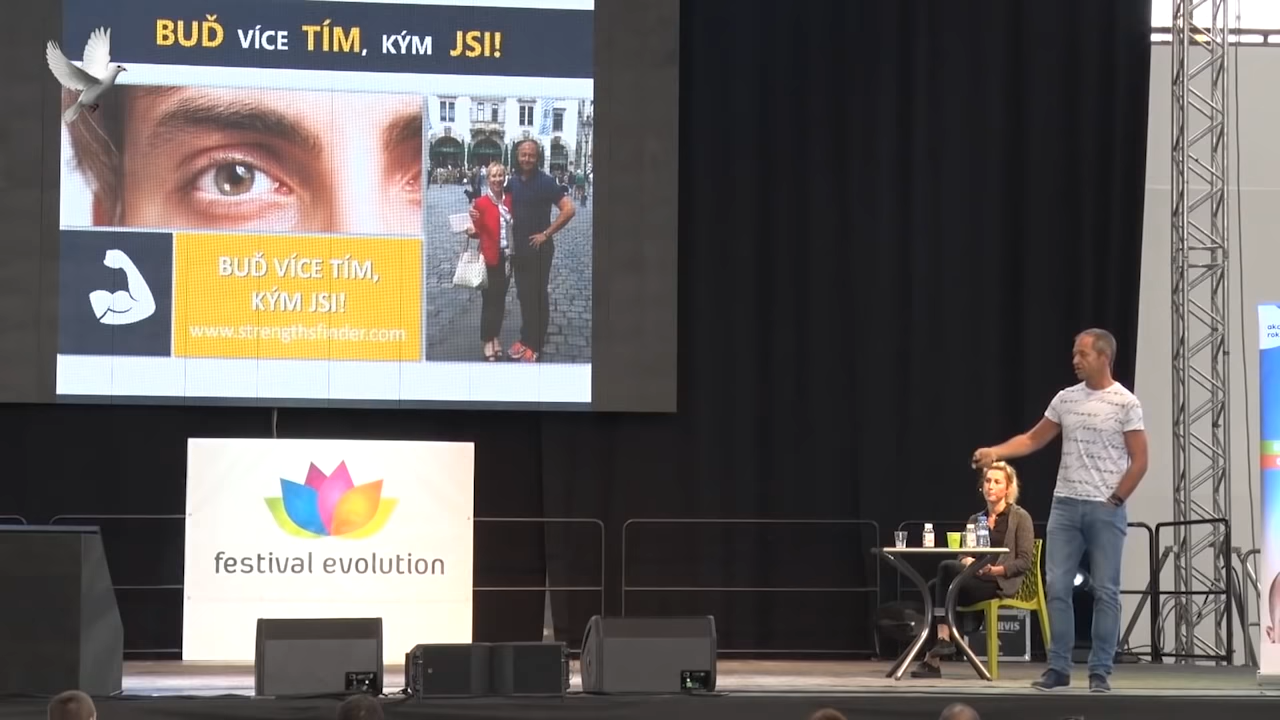 BUĎ VÍCE TÍM, KÝM JSI!
BUĎ VÍCE TÍM,
KÝM JSI!
www.strengthsfinder.com
festival evolution